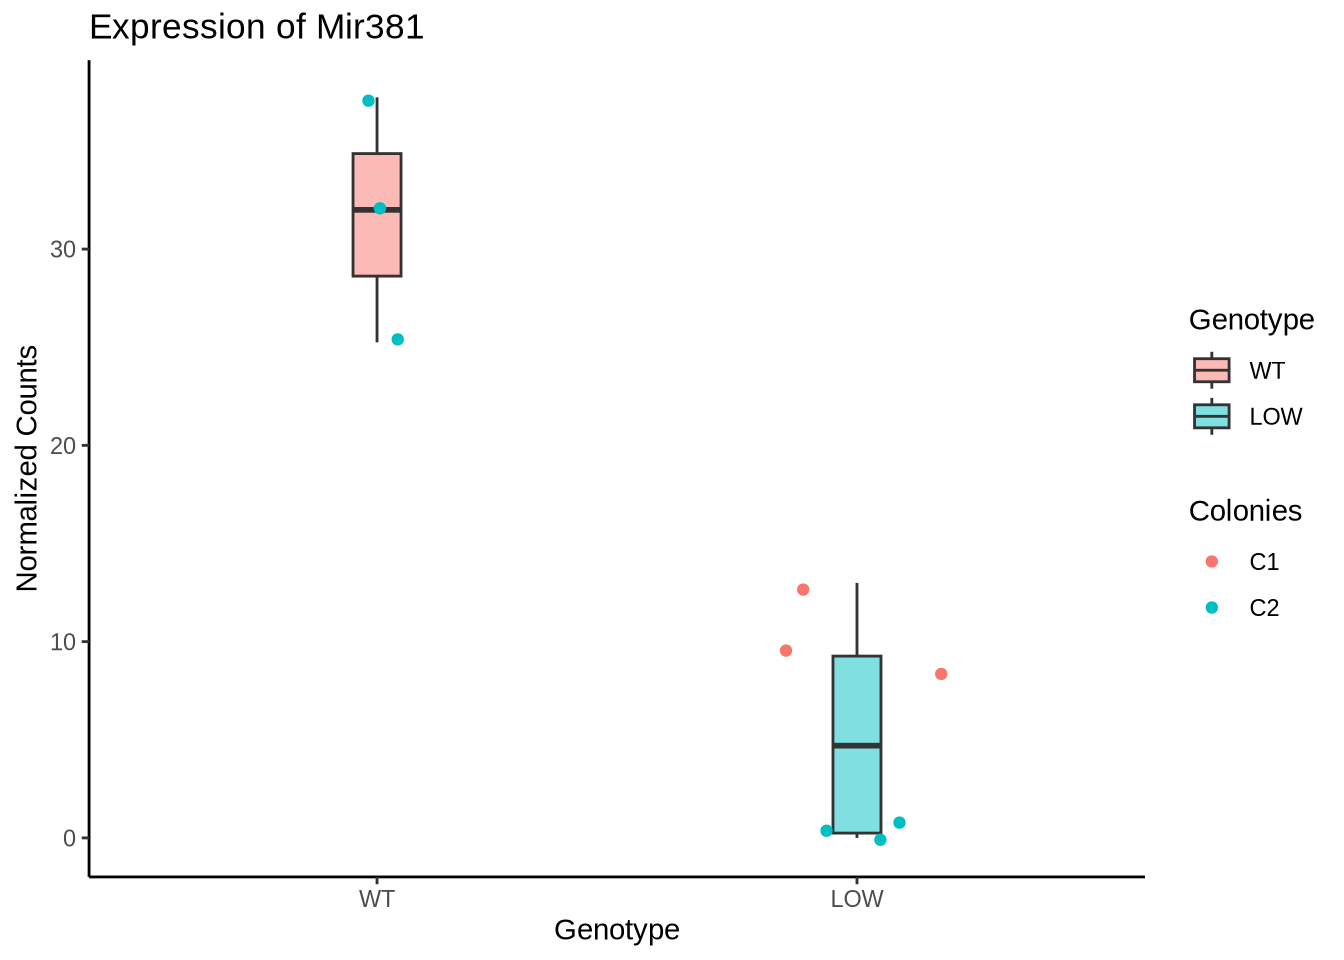 Expression of Mir381
Normalized Counts
30
20
10
0
WT
LOW
Genotype
Genotype
WT
LOW
Colonies
C1
C2